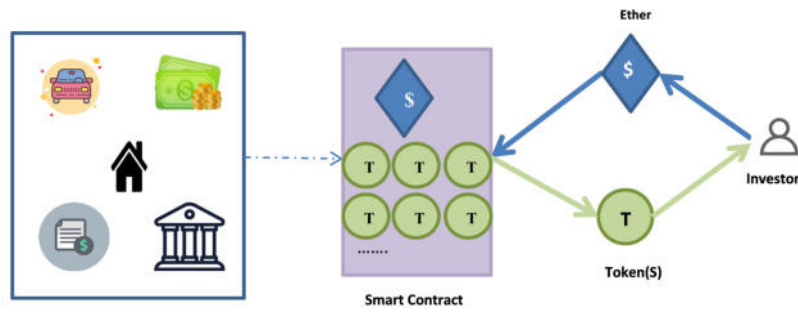 Ether
$
$
T T T
T T T
.......
T
Investor
Token(S)
Smart Contract